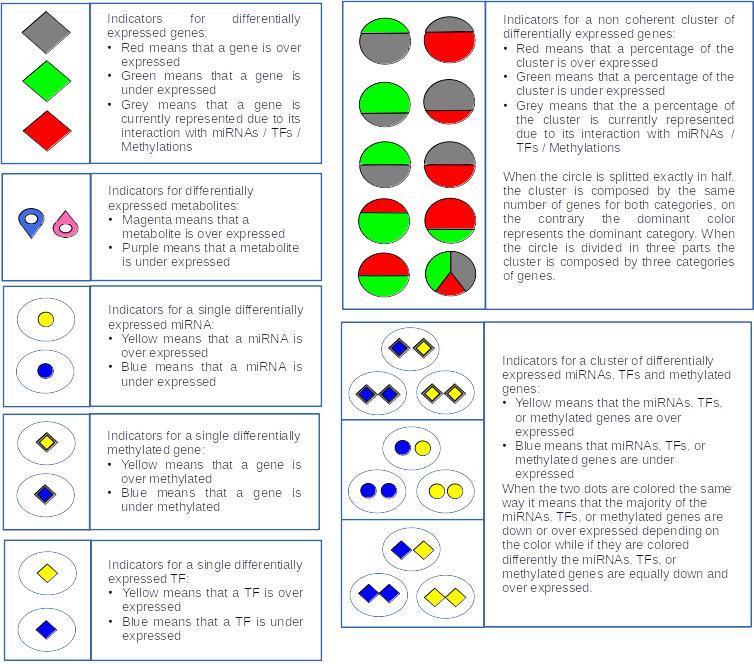 Indicators for differentially
expressed genes:
• Red means that a gene is over
expressed
• Green means that a gene is
under expressed
• Grey means that a gene is
currently represented due to its
interaction with miRNAs / TFs /
Methylations
Indicators for differentially
expressed metabolites:
• Magenta means that a
metabolite is over expressed
• Purple means that a metabolite
is under expressed
Indicators for a single differentially
expressed miRNA:
• Yellow means that a miRNA is
over expressed
• Blue means that a miRNA is
under expressed
Indicators for a single differentially
methylated gene:
• Yellow means that a gene is
over methylated
• Blue means that a gene is
under methylated
Indicators for a single differentially
expressed TF:
• Yellow means that a TF is over
expressed
• Blue means that a TF is under
expressed
Indicators for a non coherent cluster of
differentially expressed genes:
• Red means that a percentage of the
cluster is over expressed
• Green means that a percentage of the
cluster is under expressed
• Grey means that the a percentage of
the cluster is currently represented
due to its interaction with miRNAs /
TFs / Methylations
When the circle is splitted exactly in half,
the cluster is composed by the same
number of genes for both categories, on
the contrary the dominant color
represents the dominant category. When
the circle is divided in three parts the
cluster is composed by three categories
of genes.
Indicators for a cluster of differentially
expressed miRNAs, TFs and methylated
genes:
• Yellow means that the miRNAs, TFs,
or methylated genes are over
expressed
• Blue means that miRNAs, TFs, or
methylated genes are under
expressed
When the two dots are colored the same
way it means that the majority of the
miRNAs, TFs, or methylated genes are
down or over expressed depending on
the color while if they are colored
differently the miRNAs, TFs, or
methylated genes are equally down and
over expressed.